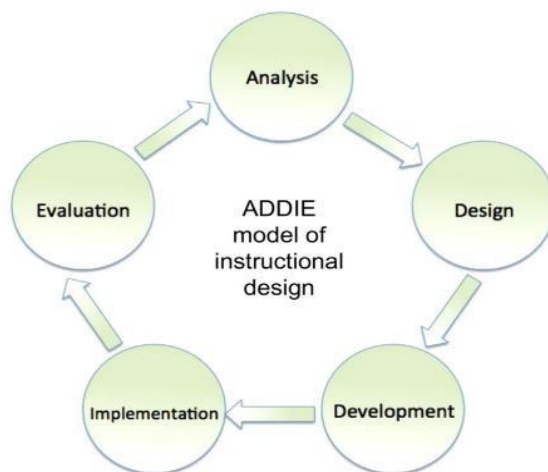 Analysis
Evaluation
ADDIE
model of
instructional
design
Design
Implementation
Development